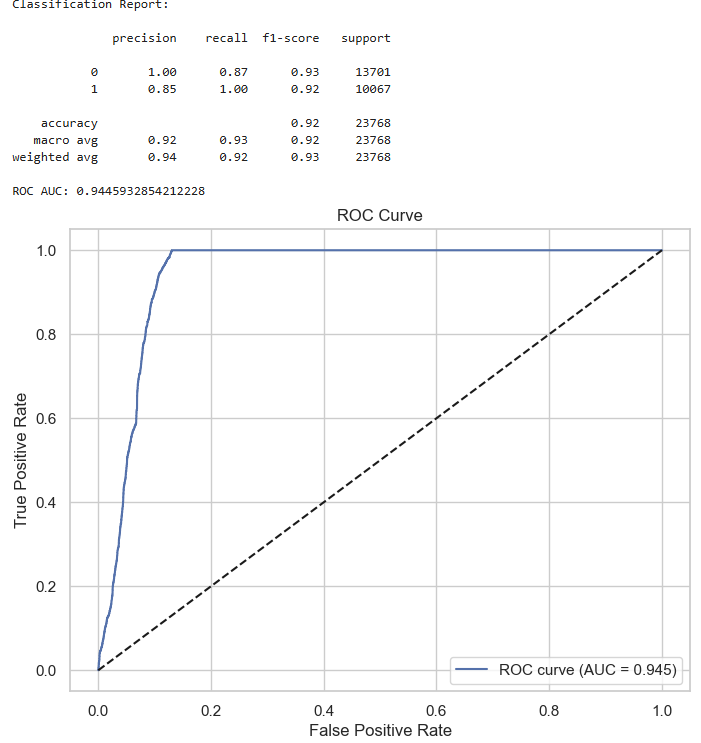 Classification Report:
precision recall f1-score support
0 1.00 0.87 0.93 13701
1 0.85 1.00 0.92 10067
accuracy 0.92 23768
macro avg 0.92 0.93 0.92 23768
weighted avg 0.94 0.92 0.93 23768
ROC AUC: 0.9445932854212228
ROC Curve
1.0
0.8
0.6
0.4
0.2
0.0
True Positive Rate
ROC curve (AUC = 0.945)
0.0 0.2 0.4 0.6 0.8 1.0
False Positive Rate